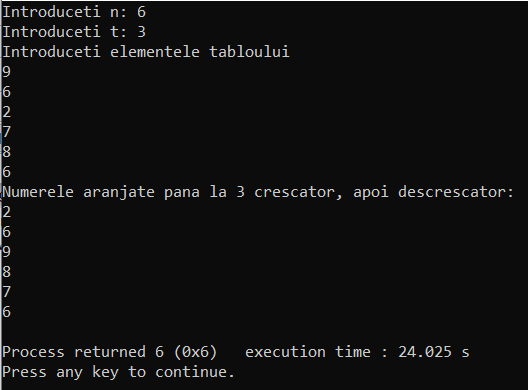 Introduceti n: 6
Introduceti t: 3
Introduceti elementele tabloului
9
6
2
7
8
6
Numerele aranjate pana la 3 crescator, apoi descrescator:
2
6
9
8
7
6
Process returned 6 (0x6)   execution time : 24.025 s
Press any key to continue.